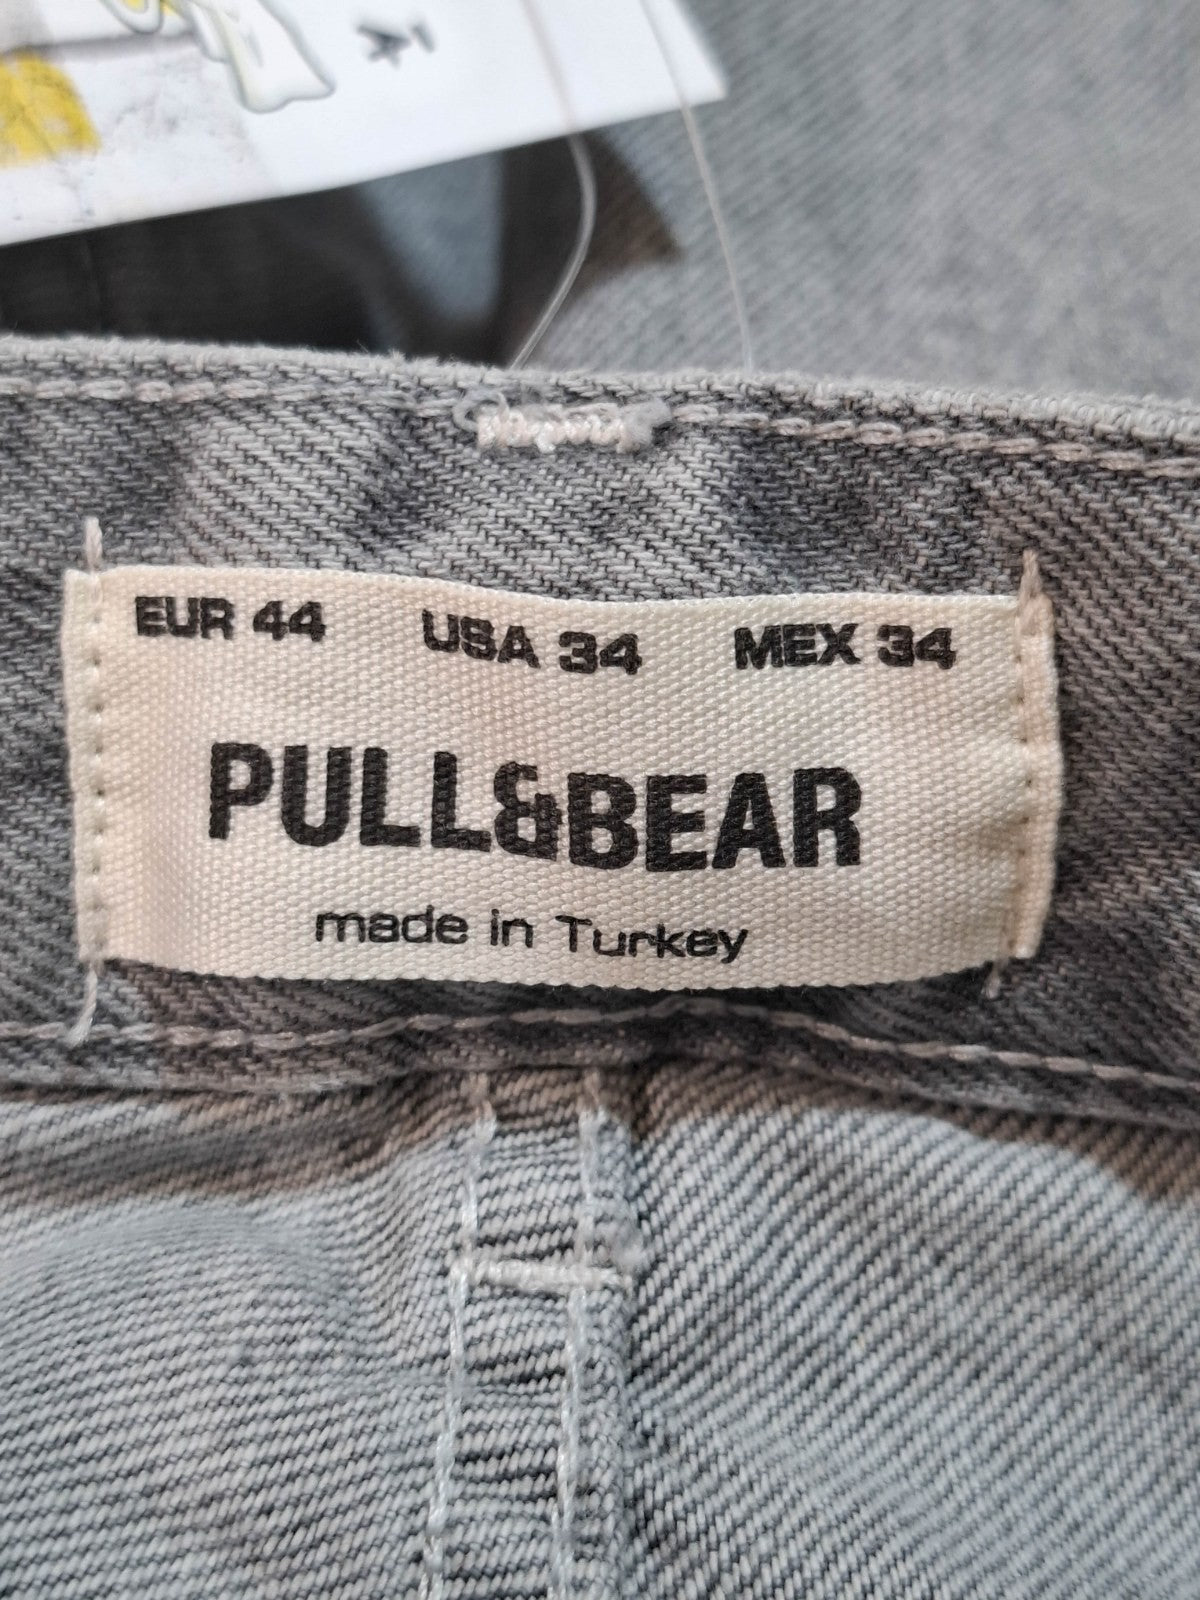 EUR 44 USA 34 MEX 34
PULL&BEAR
made in Turkey